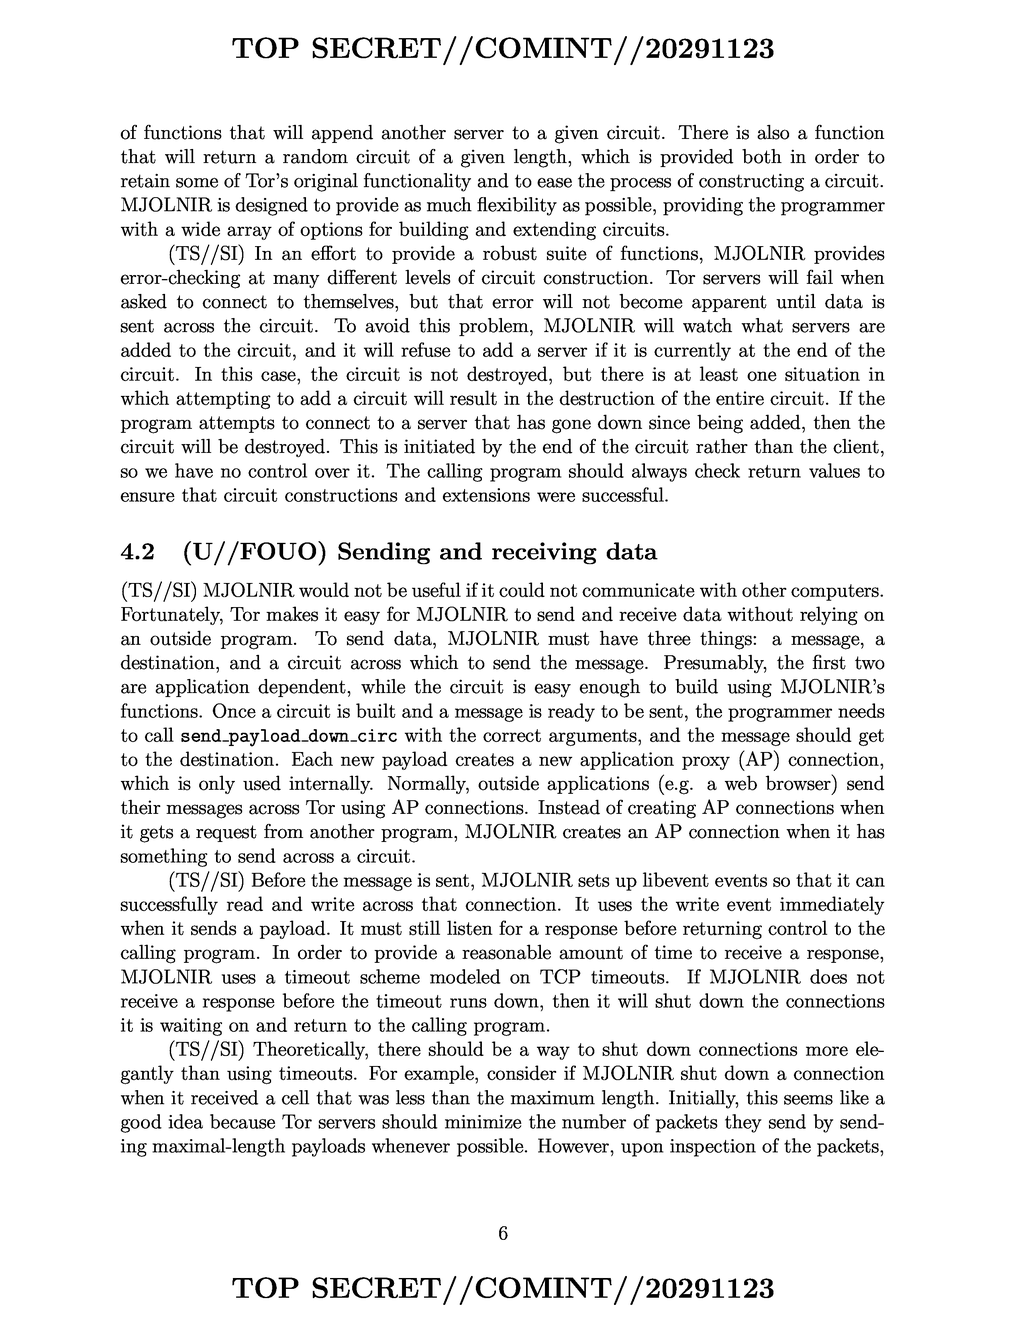 TOP SECRET//COMINT//20291123
of functions that will append another server to a given circuit. There is also a function
that will return a random circuit of a given length, which is provided both in order to
retain some of Tor's original functionality and to ease the process of constructing a circuit.
MJOLNIR is designed to provide as much flexibility as possible, providing the programmer
with a wide array of options for building and extending circuits.
(TS//SI) In an effort to provide a robust suite of functions, MJOLNIR provides
error-checking at many different levels of circuit construction. Tor servers will fail when
asked to connect to themselves, but that error will not become apparent until data is
sent across the circuit. To avoid this problem, MJOLNIR will watch what servers are
added to the circuit, and it will refuse to add a server if it is currently at the end of the
circuit. In this case, the circuit is not destroyed, but there is at least one situation in
which attempting to add a circuit will result in the destruction of the entire circuit. If the
program attempts to connect to a server that has gone down since being added, then the
circuit will be destroyed. This is initiated by the end of the circuit rather than the client,
so we have no control over it. The calling program should always check return values to
ensure that circuit constructions and extensions were successful.
4.2 (U//FOUO) Sending and receiving data
(TS//SI) MJOLNIR would not be useful if it could not communicate with other computers.
Fortunately, Tor makes it easy for MJOLNIR to send and receive data without relying on
an outside program. To send data, MJOLNIR must have three things: a message, a
destination, and a circuit across which to send the message. Presumably, the first two
are application dependent, while the circuit is easy enough to build using MJOLNIR's
functions. Once a circuit is built and a message is ready to be sent, the programmer needs
to call send_payload_down_circ with the correct arguments, and the message should get
to the destination. Each new payload creates a new application proxy (AP) connection,
which is only used internally. Normally, outside applications (e.g. a web browser) send
their messages across Tor using AP connections. Instead of creating AP connections when
it gets a request from another program, MJOLNIR creates an AP connection when it has
something to send across a circuit.
(TS//SI) Before the message is sent, MJOLNIR sets up libevent events so that it can
successfully read and write across that connection. It uses the write event immediately
when it sends a payload. It must still listen for a response before returning control to the
calling program. In order to provide a reasonable amount of time to receive a response,
MJOLNIR uses a timeout scheme modeled on TCP timeouts. If MJOLNIR does not
receive a response before the timeout runs down, then it will shut down the connections
it is waiting on and return to the calling program.
(TS//SI) Theoretically, there should be a way to shut down connections more ele-
gantly than using timeouts. For example, consider if MJOLNIR shut down a connection
when it received a cell that was less than the maximum length. Initially, this seems like a
good idea because Tor servers should minimize the number of packets they send by send-
ing maximal-length payloads whenever possible. However, upon inspection of the packets,
6
TOP SECRET//COMINT//20291123